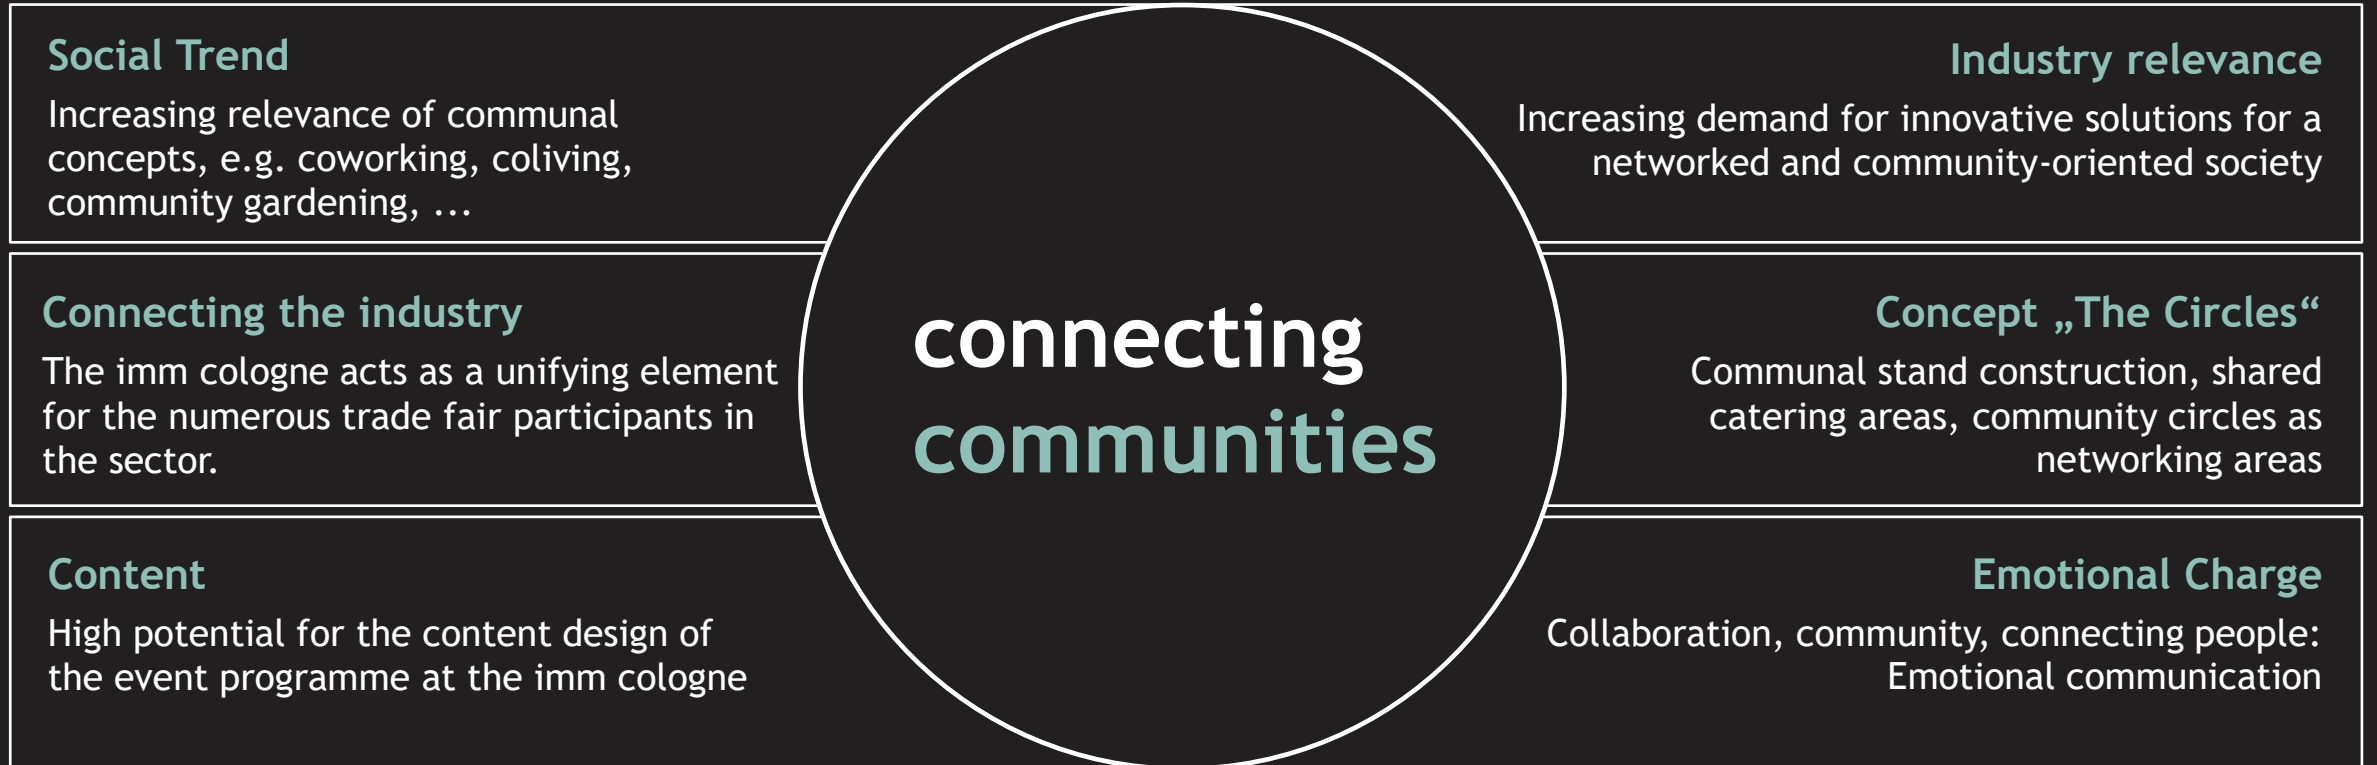 Social Trend
Increasing relevance of communal
concepts, e.g. coworking, coliving,
community gardening, ...
Connecting the industry
The imm cologne acts as a unifying element
for the numerous trade fair participants in
the sector.
Content
High potential for the content design of
the event programme at the imm cologne
connecting
communities
Industry relevance
Increasing demand for innovative solutions for a
networked and community-oriented society
Concept „The Circles“
Communal stand construction, shared
catering areas, community circles as
networking areas
Emotional Charge
Collaboration, community, connecting people:
Emotional communication